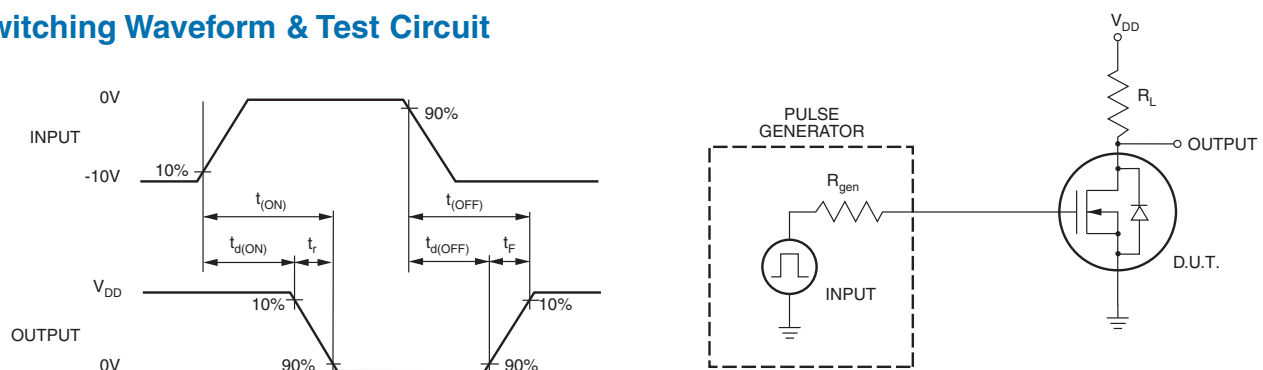 witching Waveform & Test Circuit
0V
INPUT
-10V
10%
90%
t(ON)
t(OFF)
td(ON)
tr
td(OFF)
tF
VDD
10%
10%
OUTPUT
0V
90%
90%
VDD
RL
OUTPUT
PULSE
GENERATOR
Rgen
INPUT
D.U.T.